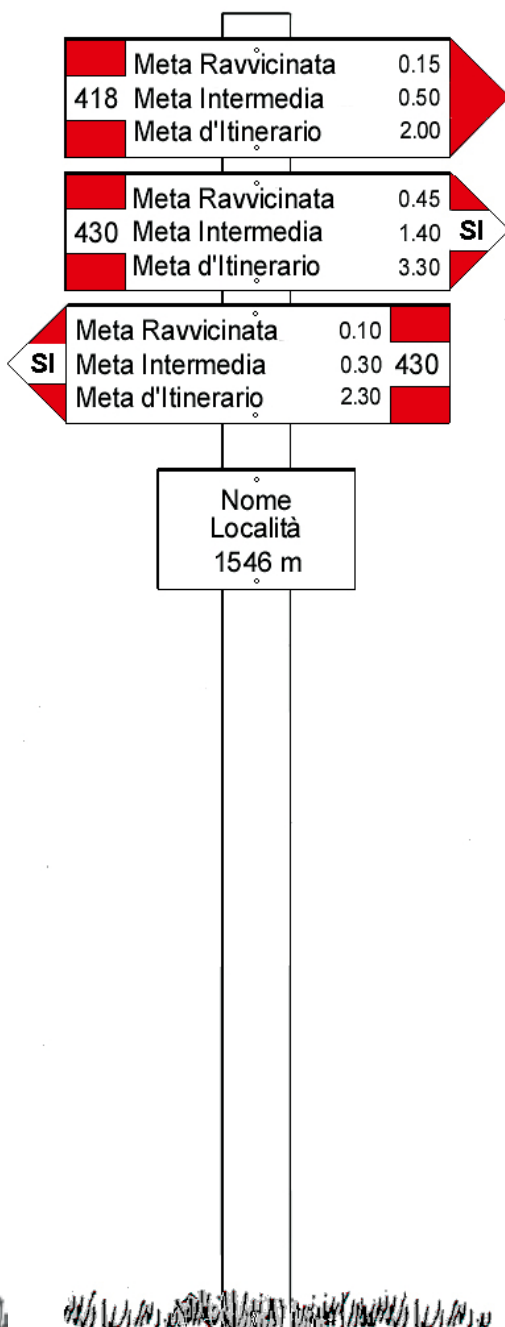 Meta Ravvicinata 0.15
418 Meta Intermedia 0.50
Meta d'Itinerario 2.00
Meta Ravvicinata 0.45
430 Meta Intermedia 1.40 SI
Meta d'Itinerario 3.30
Meta Ravvicinata 0.10
SI Meta Intermedia 0.30 430
Meta d'Itinerario 2.30
Nome
Località
1546 m